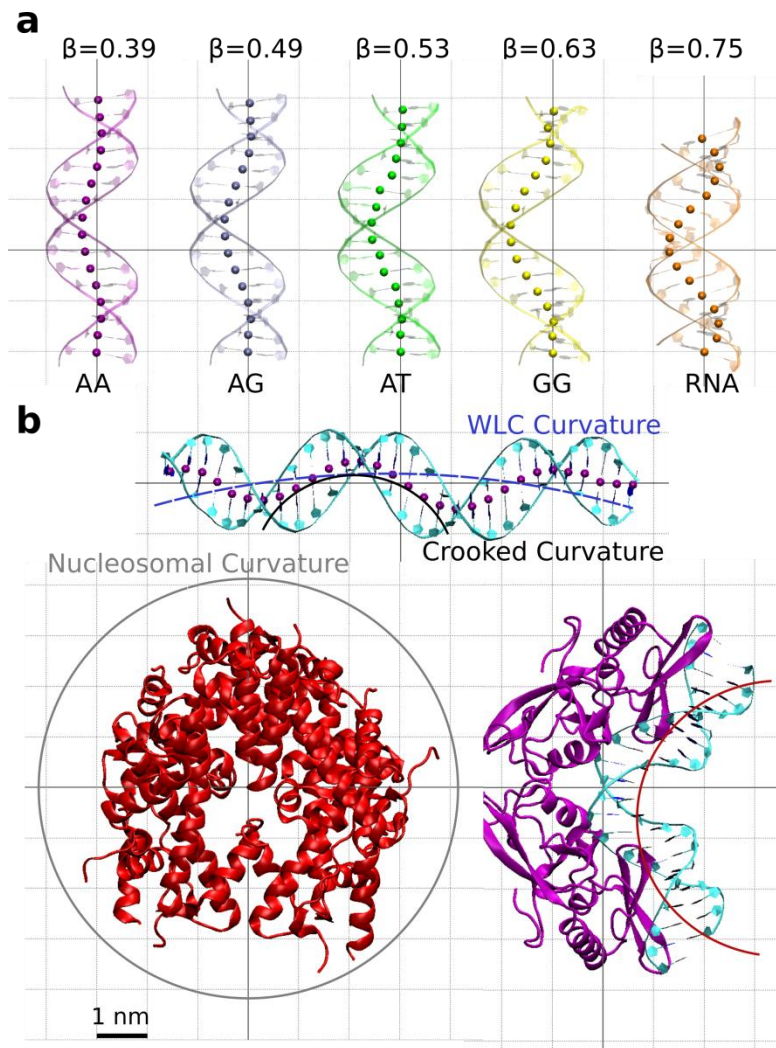 a
β=0.39 β=0.49 β=0.53 β=0.63 β=0.75
AA AG AT GG RNA
b
WLC Curvature
Crooked Curvature
Nucleosomal Curvature
1 nm